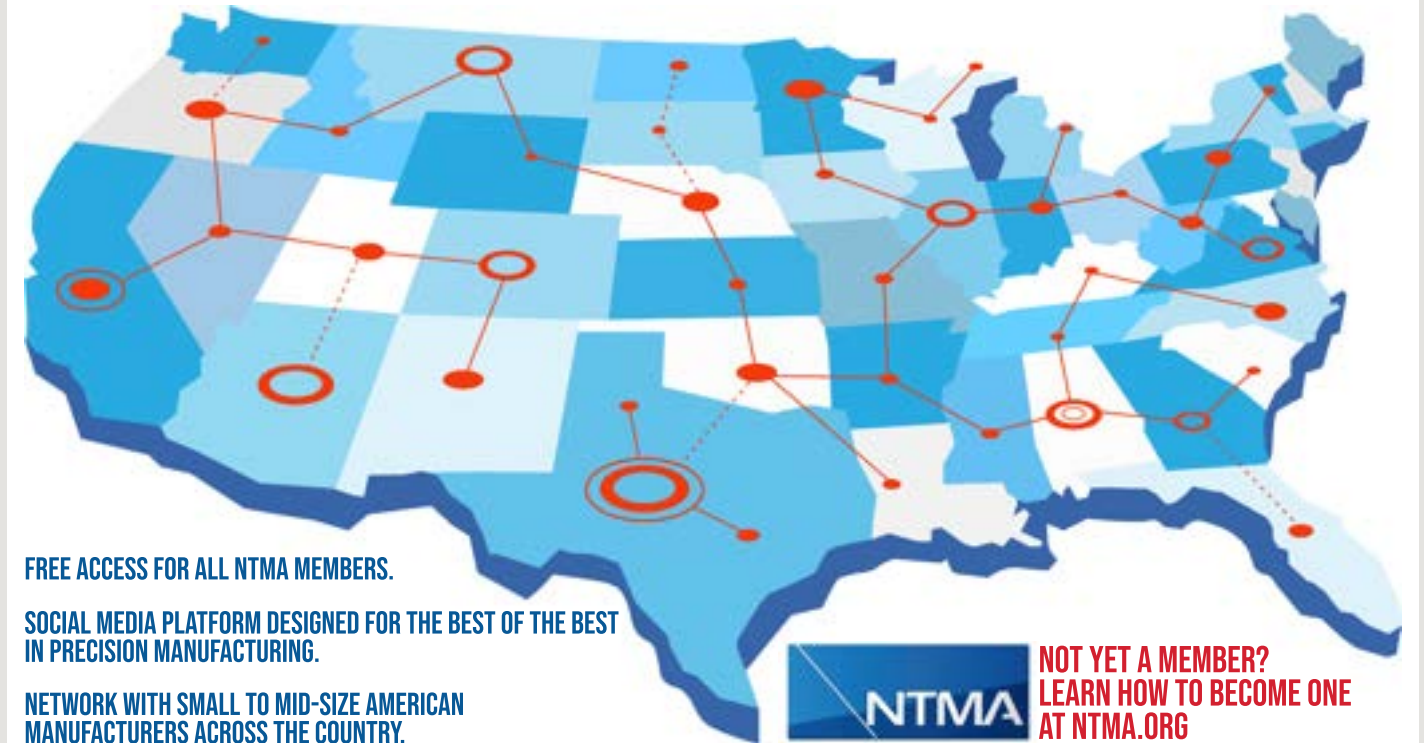 FREE ACCESS FOR ALL NTMA MEMBERS.
SOCIAL MEDIA PLATFORM DESIGNED FOR THE BEST OF THE BEST
IN PRECISION MANUFACTURING.
NETWORK WITH SMALL TO MID-SIZE AMERICAN
MANUFACTURERS ACROSS THE COUNTRY.
NTMA
NOT YET A MEMBER?
LEARN HOW TO BECOME ONE
AT NTMA.ORG